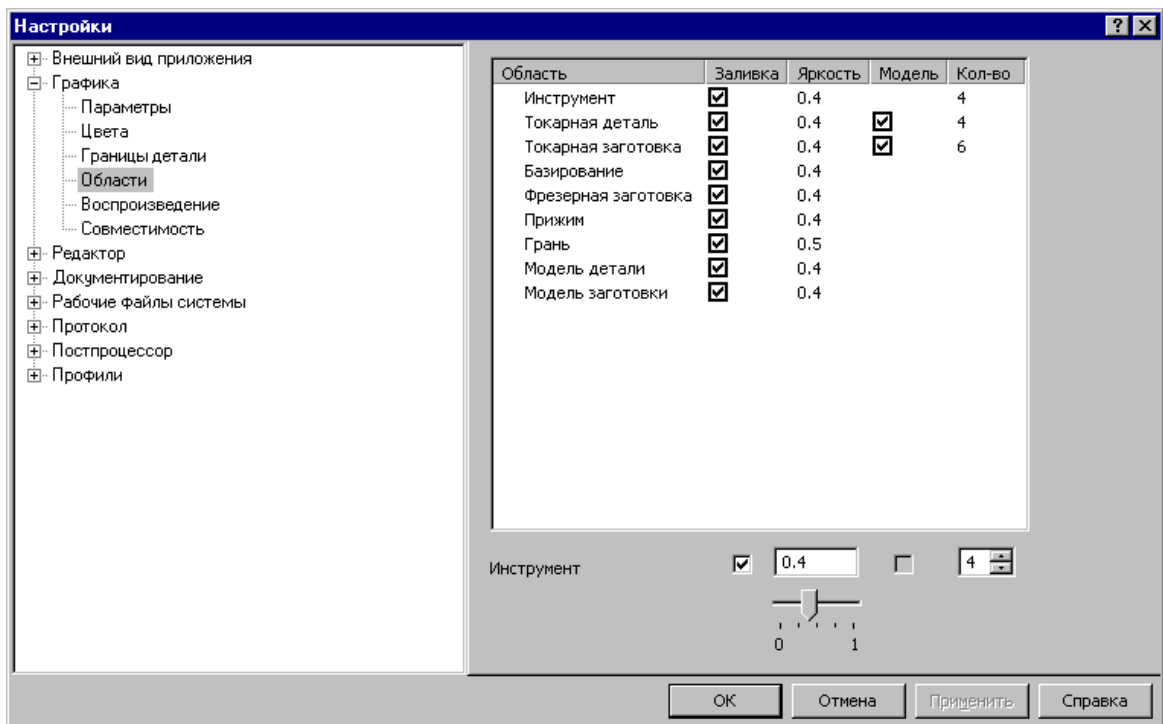 Настройки
Внешний вид приложения
Графика
Параметры
Цвета
Границы детали
Области
Воспроизведение
Совместимость
Редактор
Документирование
Рабочие файлы системы
Протокол
Постпроцессор
Профили
Область Заливка Яркость Модель Кол-во
Инструмент 0.4 4
Токарная деталь 0.4 4
Токарная заготовка 0.4 6
Базирование 0.4
Фрезерная заготовка 0.4
Прижим 0.4
Грань 0.5
Модель детали 0.4
Модель заготовки 0.4
Инструмент 0.4 4
0 1
ОК Отмена Применить Справка